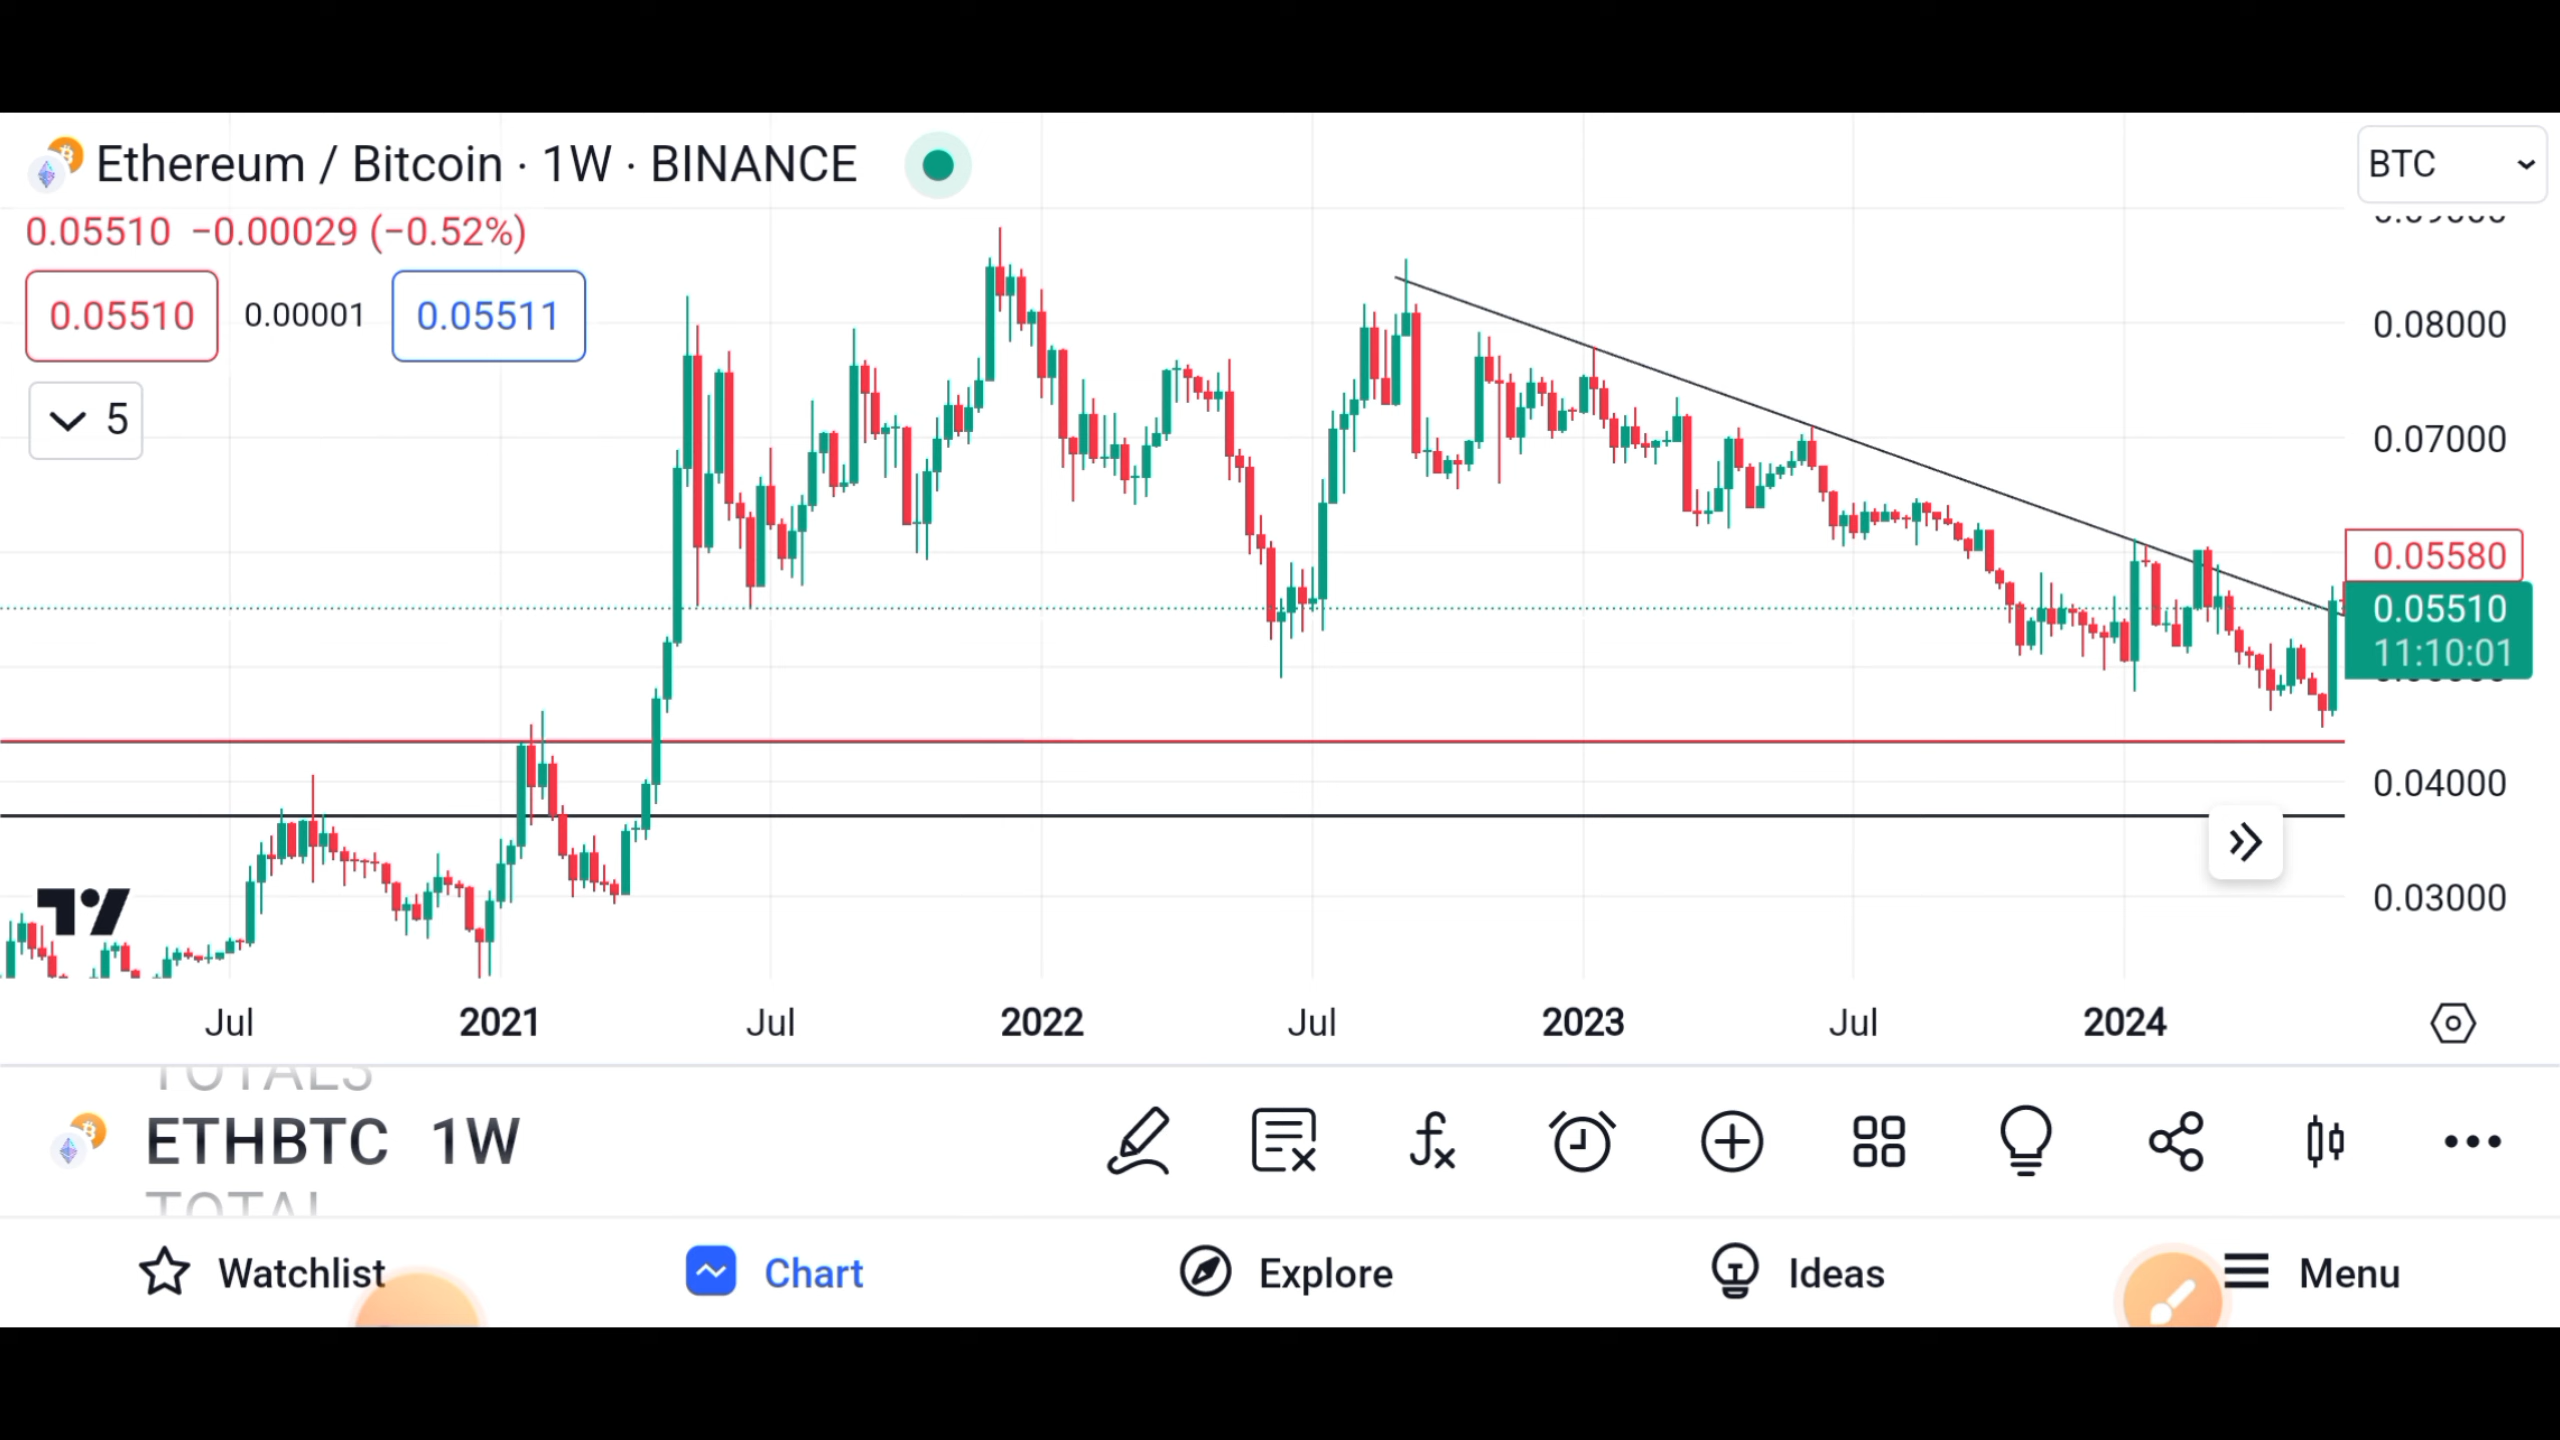 Ethereum / Bitcoin · 1W · BINANCE
BTC
0.05510 −0.00029 (−0.52%)
0.05510 0.00001 0.05511
5
0.08000
0.07000
0.05580
0.05510
11:10:01
0.04000
0.03000
Jul 2021 Jul 2022 Jul 2023 Jul 2024
ETHBTC 1W
TOTAL
Watchlist Chart Explore Ideas Menu